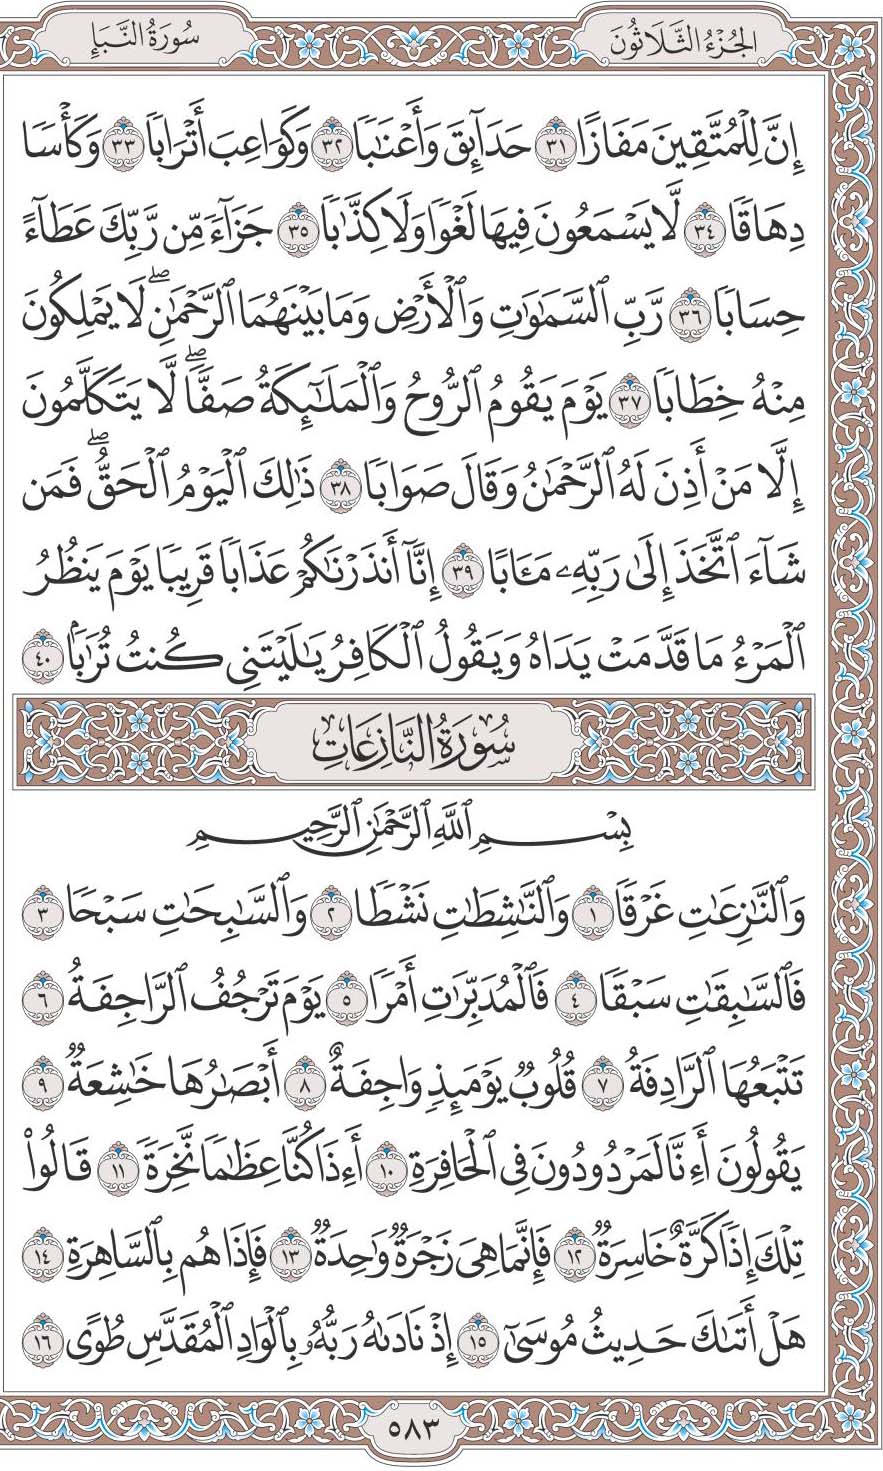 سُورَةُ النَّبَإِ
الجُزْءُ الثَّلَاثُونَ
إِنَّ لِلْمُتَّقِينَ مَفَازًا ٣١ حَدَآئِقَ وَأَعْنَٰبًا ٣٢ وَكَوَاعِبَ أَتْرَابًا ٣٣ وَكَأْسًا
دِهَاقًا ٣٤ لَّا يَسْمَعُونَ فِيهَا لَغْوًا وَلَا كِذَّٰبًا ٣٥ جَزَآءً مِّن رَّبِّكَ عَطَآءً
حِسَابًا ٣٦ رَّبِّ ٱلسَّمَٰوَٰتِ وَٱلْأَرْضِ وَمَا بَيْنَهُمَا ٱلرَّحْمَٰنِۖ لَا يَمْلِكُونَ
مِنْهُ خِطَابًا ٣٧ يَوْمَ يَقُومُ ٱلرُّوحُ وَٱلْمَلَٰٓئِكَةُ صَفًّاۖ لَّا يَتَكَلَّمُونَ
إِلَّا مَنْ أَذِنَ لَهُ ٱلرَّحْمَٰنُ وَقَالَ صَوَابًا ٣٨ ذَٰلِكَ ٱلْيَوْمُ ٱلْحَقُّۖ فَمَن
شَآءَ ٱتَّخَذَ إِلَىٰ رَبِّهِۦ مَـَٔابًا ٣٩ إِنَّآ أَنذَرْنَٰكُمْ عَذَابًا قَرِيبًا يَوْمَ يَنظُرُ
ٱلْمَرْءُ مَا قَدَّمَتْ يَدَاهُ وَيَقُولُ ٱلْكَافِرُ يَٰلَيْتَنِى كُنتُ تُرَٰبًۢا ٤٠
سُورَةُ النَّازِعَاتِ
بِسْمِ ٱللَّهِ ٱلرَّحْمَٰنِ ٱلرَّحِيمِ
وَٱلنَّٰزِعَٰتِ غَرْقًا ١ وَٱلنَّٰشِطَٰتِ نَشْطًا ٢ وَٱلسَّٰبِحَٰتِ سَبْحًا ٣
فَٱلسَّٰبِقَٰتِ سَبْقًا ٤ فَٱلْمُدَبِّرَٰتِ أَمْرًا ٥ يَوْمَ تَرْجُفُ ٱلرَّاجِفَةُ ٦
تَتْبَعُهَا ٱلرَّادِفَةُ ٧ قُلُوبٌ يَوْمَئِذٍ وَاجِفَةٌ ٨ أَبْصَٰرُهَا خَٰشِعَةٌ ٩
يَقُولُونَ أَءِنَّا لَمَرْدُودُونَ فِى ٱلْحَافِرَةِ ١٠ أَءِذَا كُنَّا عِظَٰمًا نَّخِرَةً ١١ قَالُوا۟
تِلْكَ إِذًا كَرَّةٌ خَاسِرَةٌ ١٢ فَإِنَّمَا هِىَ زَجْرَةٌ وَٰحِدَةٌ ١٣ فَإِذَا هُم بِٱلسَّاهِرَةِ ١٤
هَلْ أَتَىٰكَ حَدِيثُ مُوسَىٰٓ ١٥ إِذْ نَادَىٰهُ رَبُّهُۥ بِٱلْوَادِ ٱلْمُقَدَّسِ طُوًى ١٦
٥٨٣